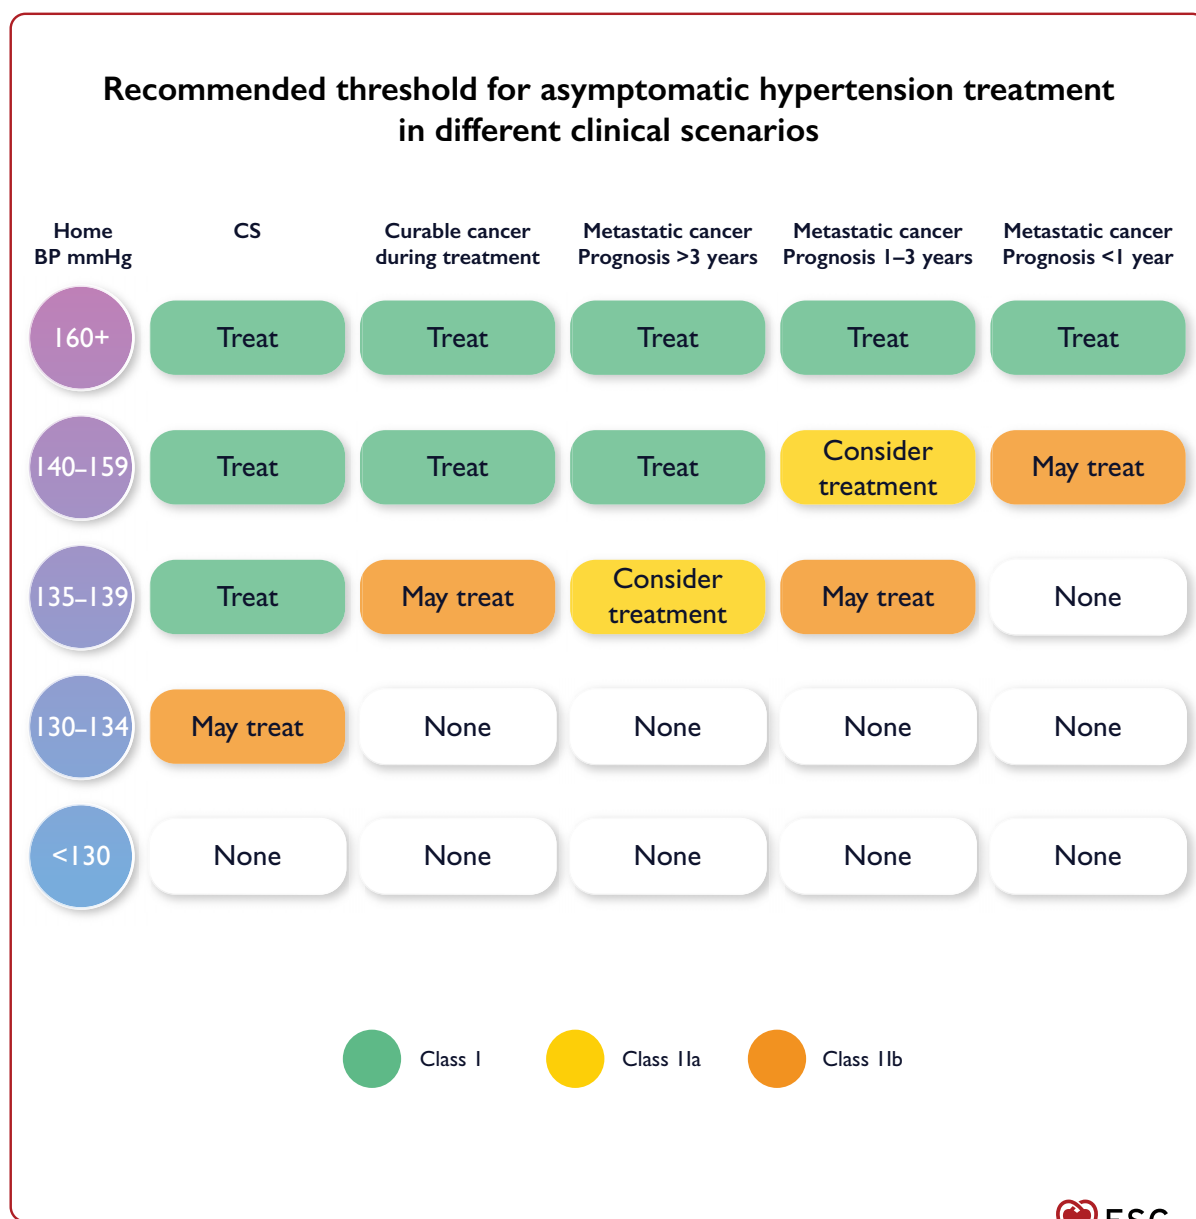 Recommended threshold for asymptomatic hypertension treatment
in different clinical scenarios
Home
BP mmHg
CS
Curable cancer
during treatment
Metastatic cancer
Prognosis >3 years
Metastatic cancer
Prognosis 1–3 years
Metastatic cancer
Prognosis <1 year
160+
Treat
Treat
Treat
Treat
Treat
140–159
Treat
Treat
Treat
Consider
treatment
May treat
135–139
Treat
May treat
Consider
treatment
May treat
None
130–134
May treat
None
None
None
None
<130
None
None
None
None
None
Class I
Class IIa
Class IIb
ESC